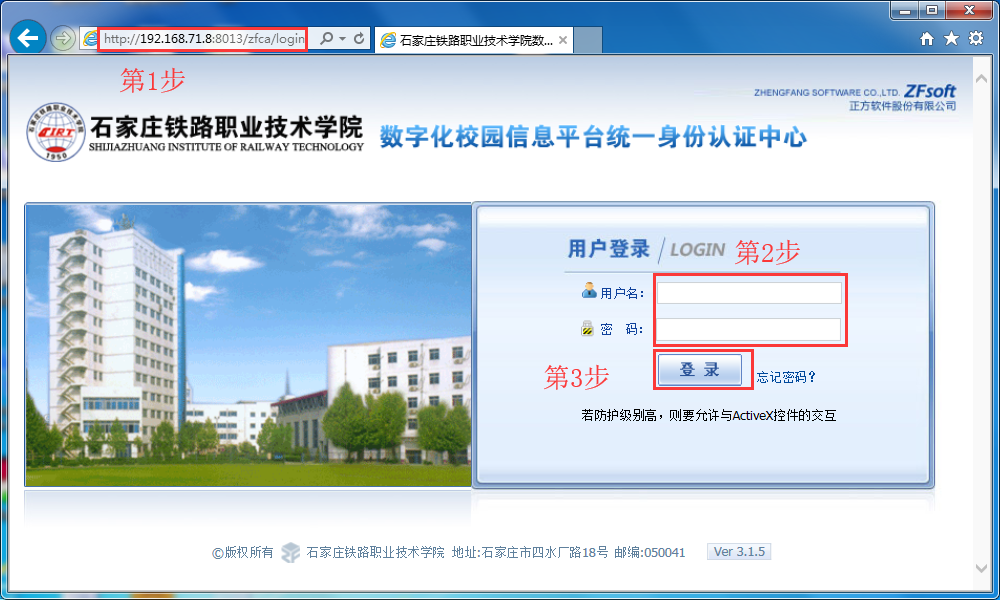 http://192.168.71.8:8013/zfca/login
石家庄铁路职业技术学院数...
第1步
ZHENGFANG SOFTWARE CO.,LTD. ZFsoft
正方软件股份有限公司
石家庄铁路职业技术学院
SHIJIAZHUANG INSTITUTE OF RAILWAY TECHNOLOGY
CIRT
1950
数字化校园信息平台统一身份认证中心
用户登录 / LOGIN
第2步
用户名:
密 码:
第3步
登 录
忘记密码?
若防护级别高，则要允许与ActiveX控件的交互
©版权所有 石家庄铁路职业技术学院 地址:石家庄市四水厂路18号 邮编:050041 Ver 3.1.5